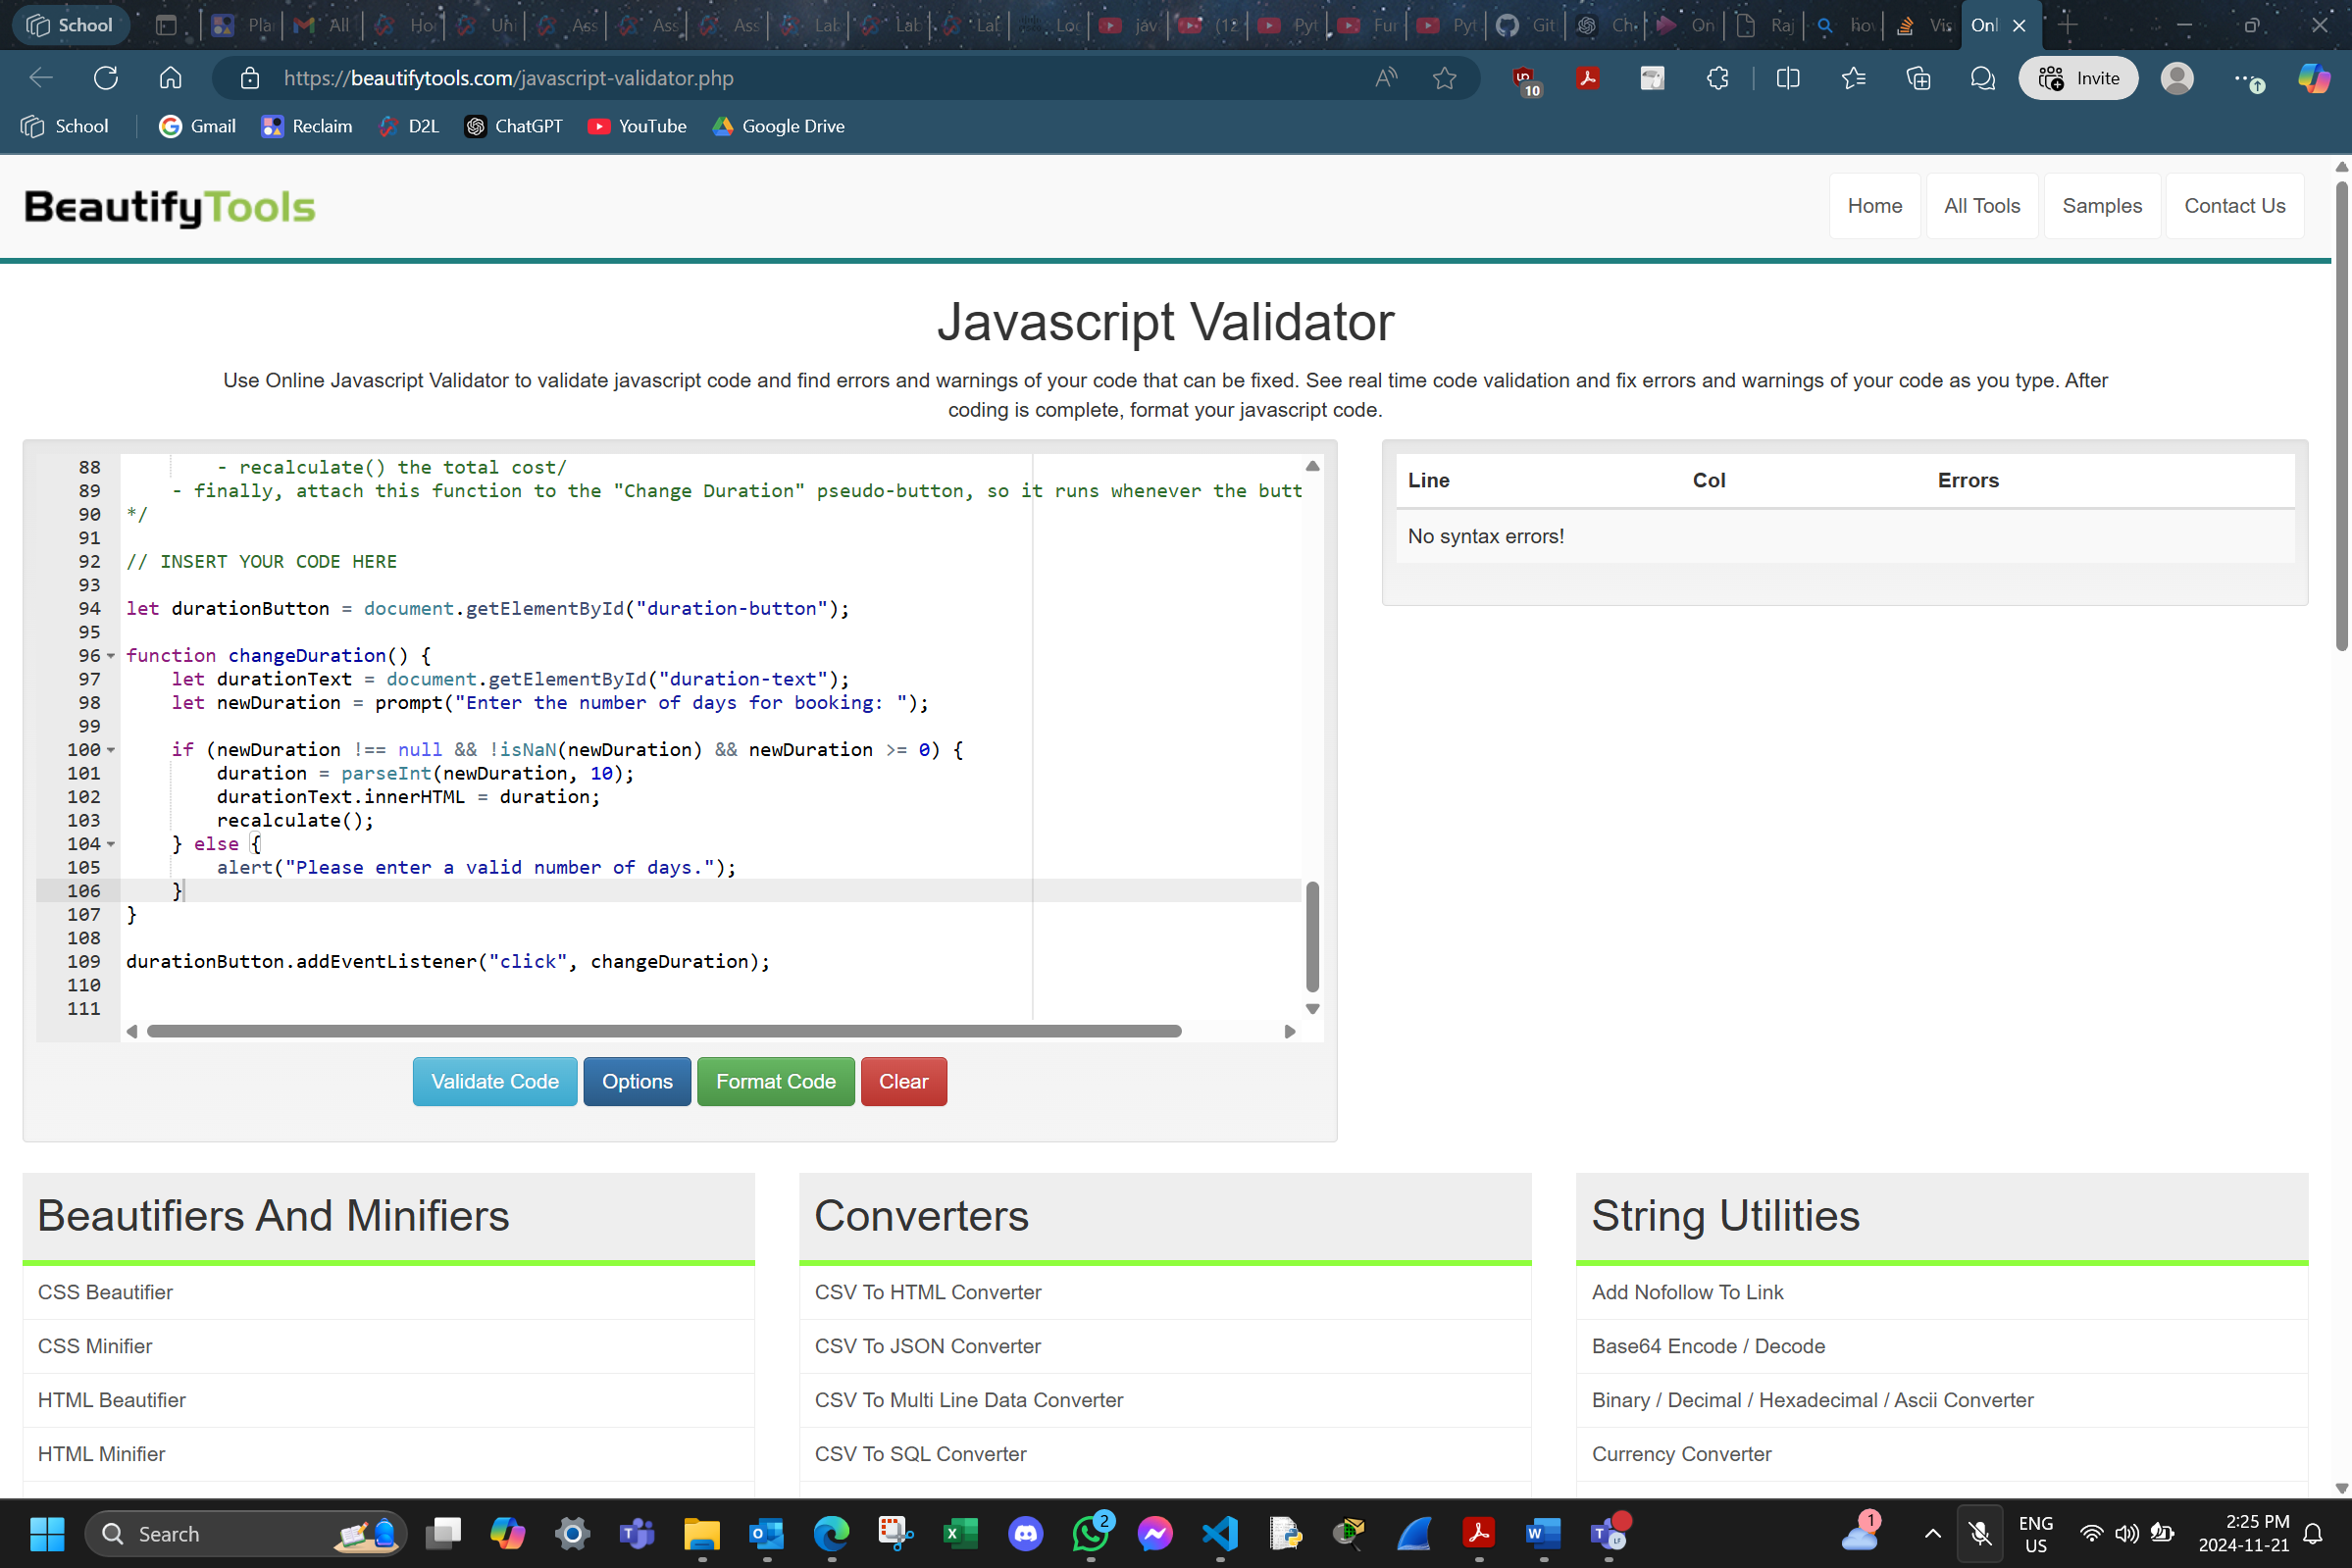 School
Pla
All
Ho
Uni
Ass
Ass
Ass
Lab
Lab
Lab
Loc
jav
(12
Pyt
Fur
Pyt
Git
Ch
On
Raj
hov
Vis
Onl
https://beautifytools.com/javascript-validator.php
10
Invite
School
Gmail
Reclaim
D2L
ChatGPT
YouTube
Google Drive
BeautifyTools
Home
All Tools
Samples
Contact Us
Javascript Validator
Use Online Javascript Validator to validate javascript code and find errors and warnings of your code that can be fixed. See real time code validation and fix errors and warnings of your code as you type. After
coding is complete, format your javascript code.
88 - recalculate() the total cost/
89 - finally, attach this function to the "Change Duration" pseudo-button, so it runs whenever the butt
90 */
91
92 // INSERT YOUR CODE HERE
93
94 let durationButton = document.getElementById("duration-button");
95
96 function changeDuration() {
97 let durationText = document.getElementById("duration-text");
98 let newDuration = prompt("Enter the number of days for booking: ");
99
100 if (newDuration !== null && !isNaN(newDuration) && newDuration >= 0) {
101 duration = parseInt(newDuration, 10);
102 durationText.innerHTML = duration;
103 recalculate();
104 } else {
105 alert("Please enter a valid number of days.");
106 }
107 }
108
109 durationButton.addEventListener("click", changeDuration);
110
111
Line Col Errors
No syntax errors!
Validate Code
Options
Format Code
Clear
Beautifiers And Minifiers
CSS Beautifier
CSS Minifier
HTML Beautifier
HTML Minifier
Converters
CSV To HTML Converter
CSV To JSON Converter
CSV To Multi Line Data Converter
CSV To SQL Converter
String Utilities
Add Nofollow To Link
Base64 Encode / Decode
Binary / Decimal / Hexadecimal / Ascii Converter
Currency Converter
Search
2
1
ENG
US
2:25 PM
2024-11-21